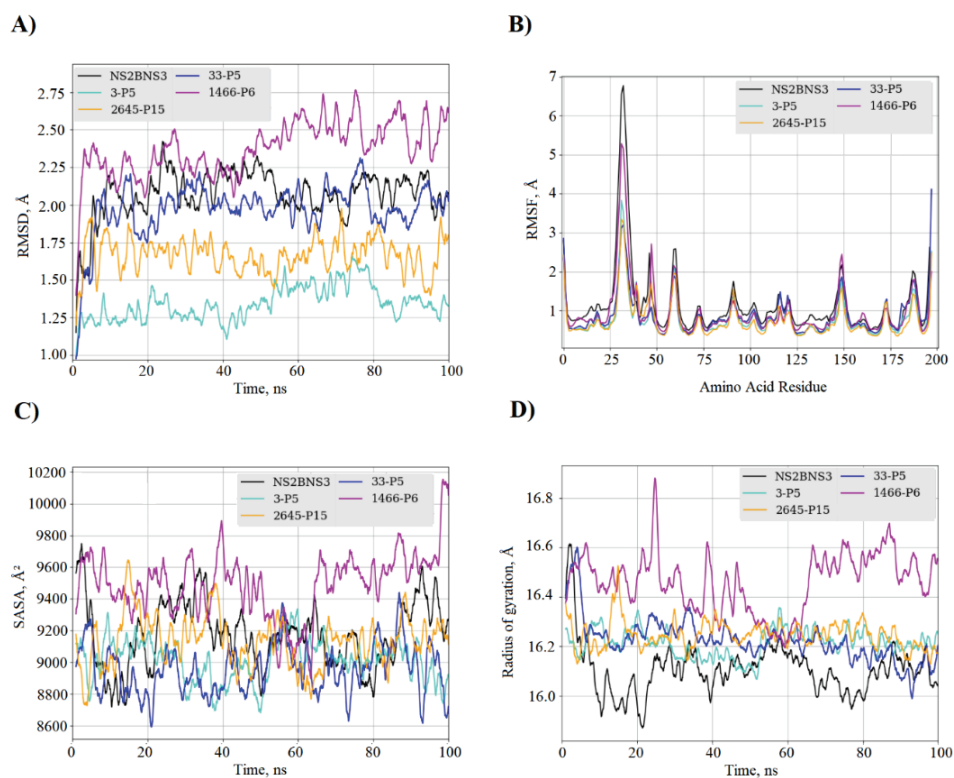 A)
NS2BNS3 33-P5
3-P5 1466-P6
2645-P15
2.75
2.50
2.25
2.00
1.75
1.50
1.25
1.00
RMSD, Å
0 20 40 60 80 100
Time, ns
B)
NS2BNS3 33-P5
3-P5 1466-P6
2645-P15
7
6
5
4
3
2
1
RMSF, Å
0 25 50 75 100 125 150 175 200
Amino Acid Residue
C)
NS2BNS3 33-P5
3-P5 1466-P6
2645-P15
10200
10000
9800
9600
9400
9200
9000
8800
8600
SASA, Å²
0 20 40 60 80 100
Time, ns
D)
NS2BNS3 33-P5
3-P5 1466-P6
2645-P15
16.8
16.6
16.4
16.2
16.0
Radius of gyration, Å
0 20 40 60 80 100
Time, ns